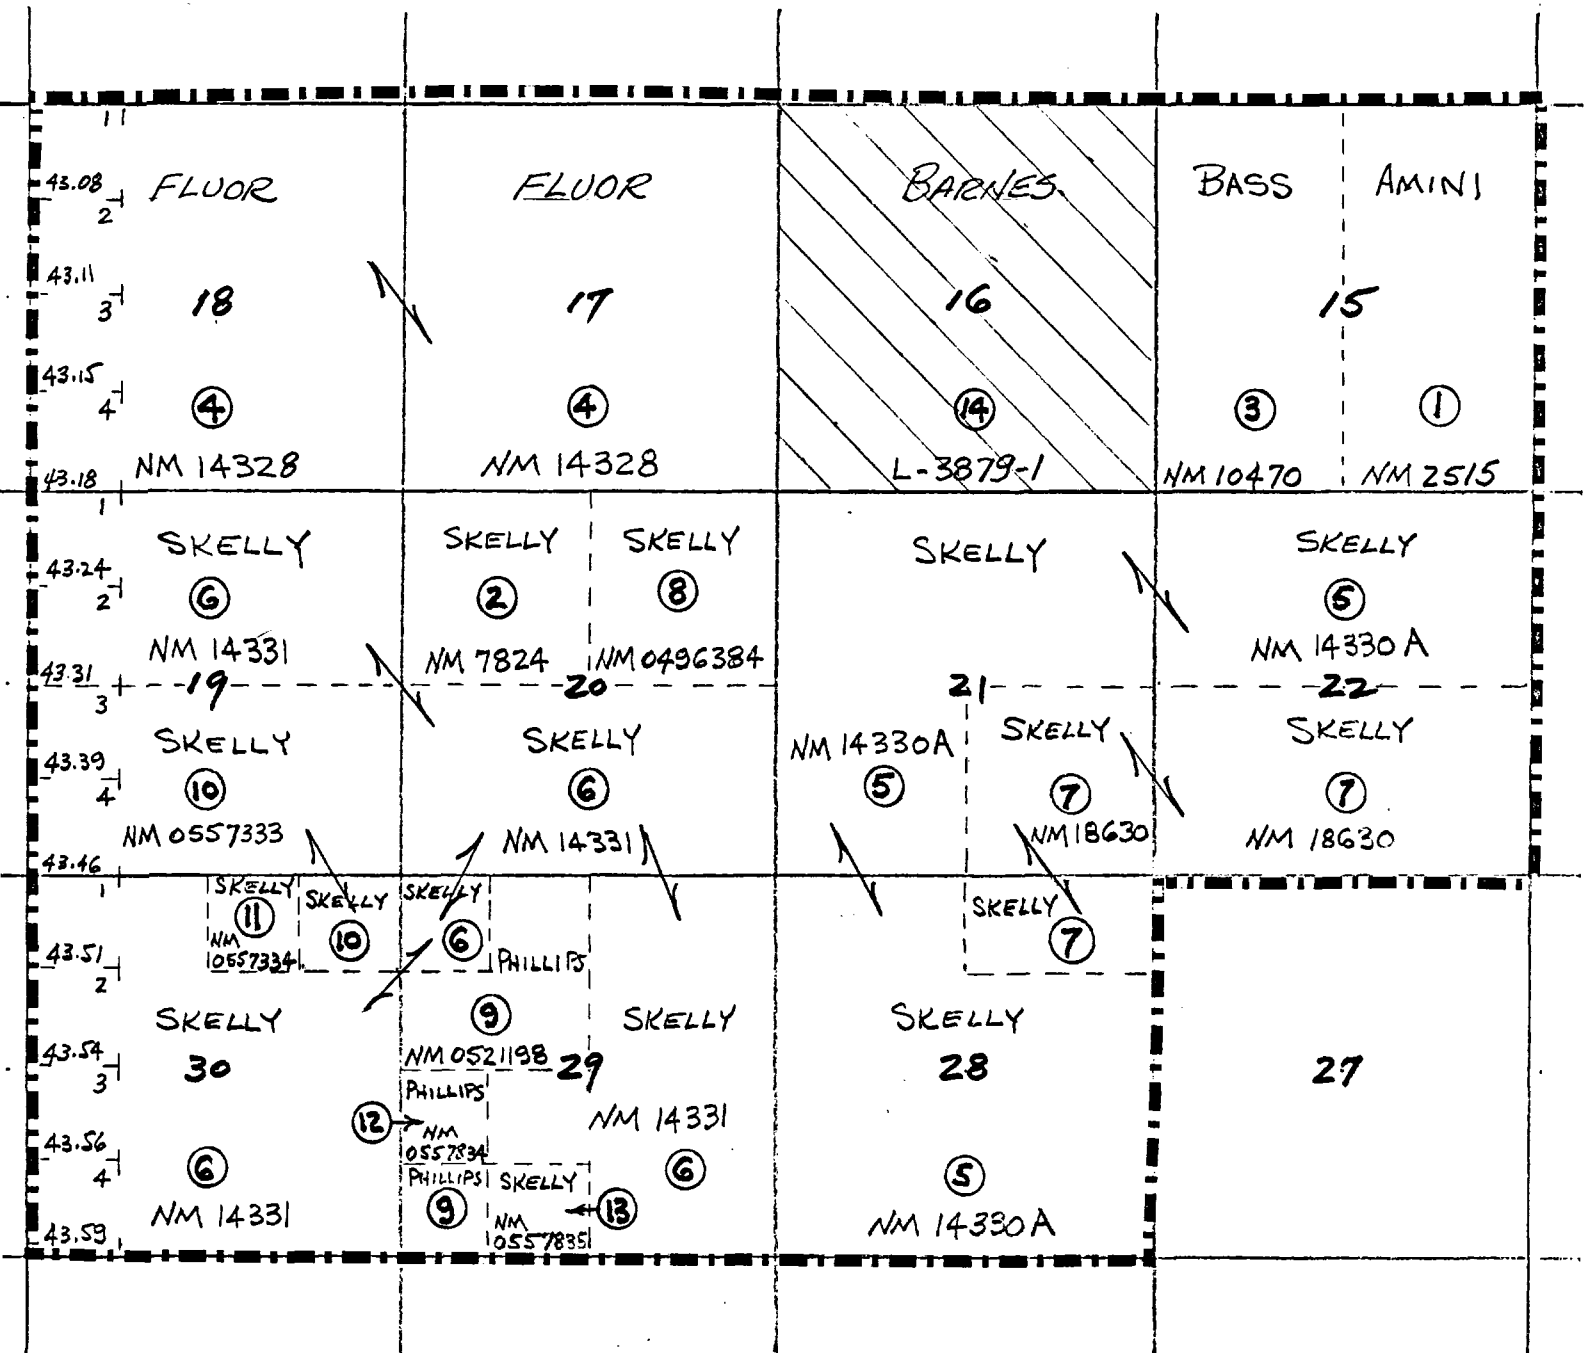 1
43.08
2
43.11
3
43.15
4
43.18
FLUOR
18
4
NM 14328
FLUOR
17
4
NM 14328
BARNES
16
14
L-3879-1
BASS
AMINI
15
3
1
NM 10470
NM 2515
1
43.24
2
43.31
3
43.39
4
43.46
SKELLY
6
NM 14331
19
SKELLY
10
NM 0557333
SKELLY
2
NM 7824
SKELLY
8
NM 0496384
20
SKELLY
6
NM 14331
SKELLY
21
NM 14330A
5
SKELLY
7
NM 18630
SKELLY
5
NM 14330 A
22
SKELLY
7
NM 18630
1
43.51
2
43.54
3
43.56
4
43.59
SKELLY
11
NM
0557334
SKELLY
10
SKELLY
30
6
NM 14331
SKELLY
6
PHILLIPS
9
NM 0521198
29
PHILLIPS
12
NM
0557834
PHILLIPS
9
SKELLY
13
NM
0557835
SKELLY
NM 14331
6
SKELLY
7
SKELLY
28
5
NM 14330A
27